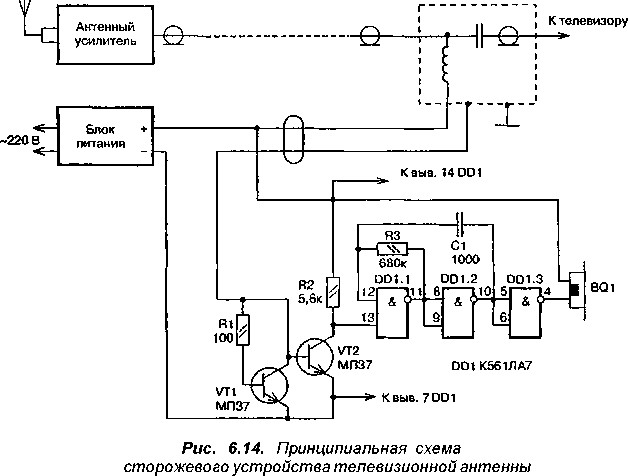 Антенный
усилитель
К телевизору
~220 В
Блок
питания
+
–
К выв. 14 DD1
R3
680к
C1
1000
R2
5,6к
DD1.1
DD1.2
DD1.3
12
13
&
11
8
9
&
10
5
6
&
4
BQ1
R1
100
VT2
МП37
DD1 К561ЛА7
VT1
МП37
К выв. 7 DD1
Рис. 6.14. Принципиальная схема
сторожевого устройства телевизионной антенны